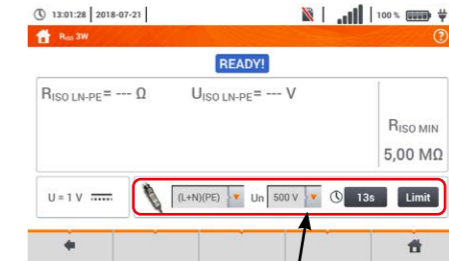 13:01:28 2018-07-21 100 %
RISO 3W
READY!
RISO LN-PE= --- Ω UISO LN-PE= --- V
RISO MIN
5,00 MΩ
U = 1 V (L+N)(PE) Un 500 V 13s Limit